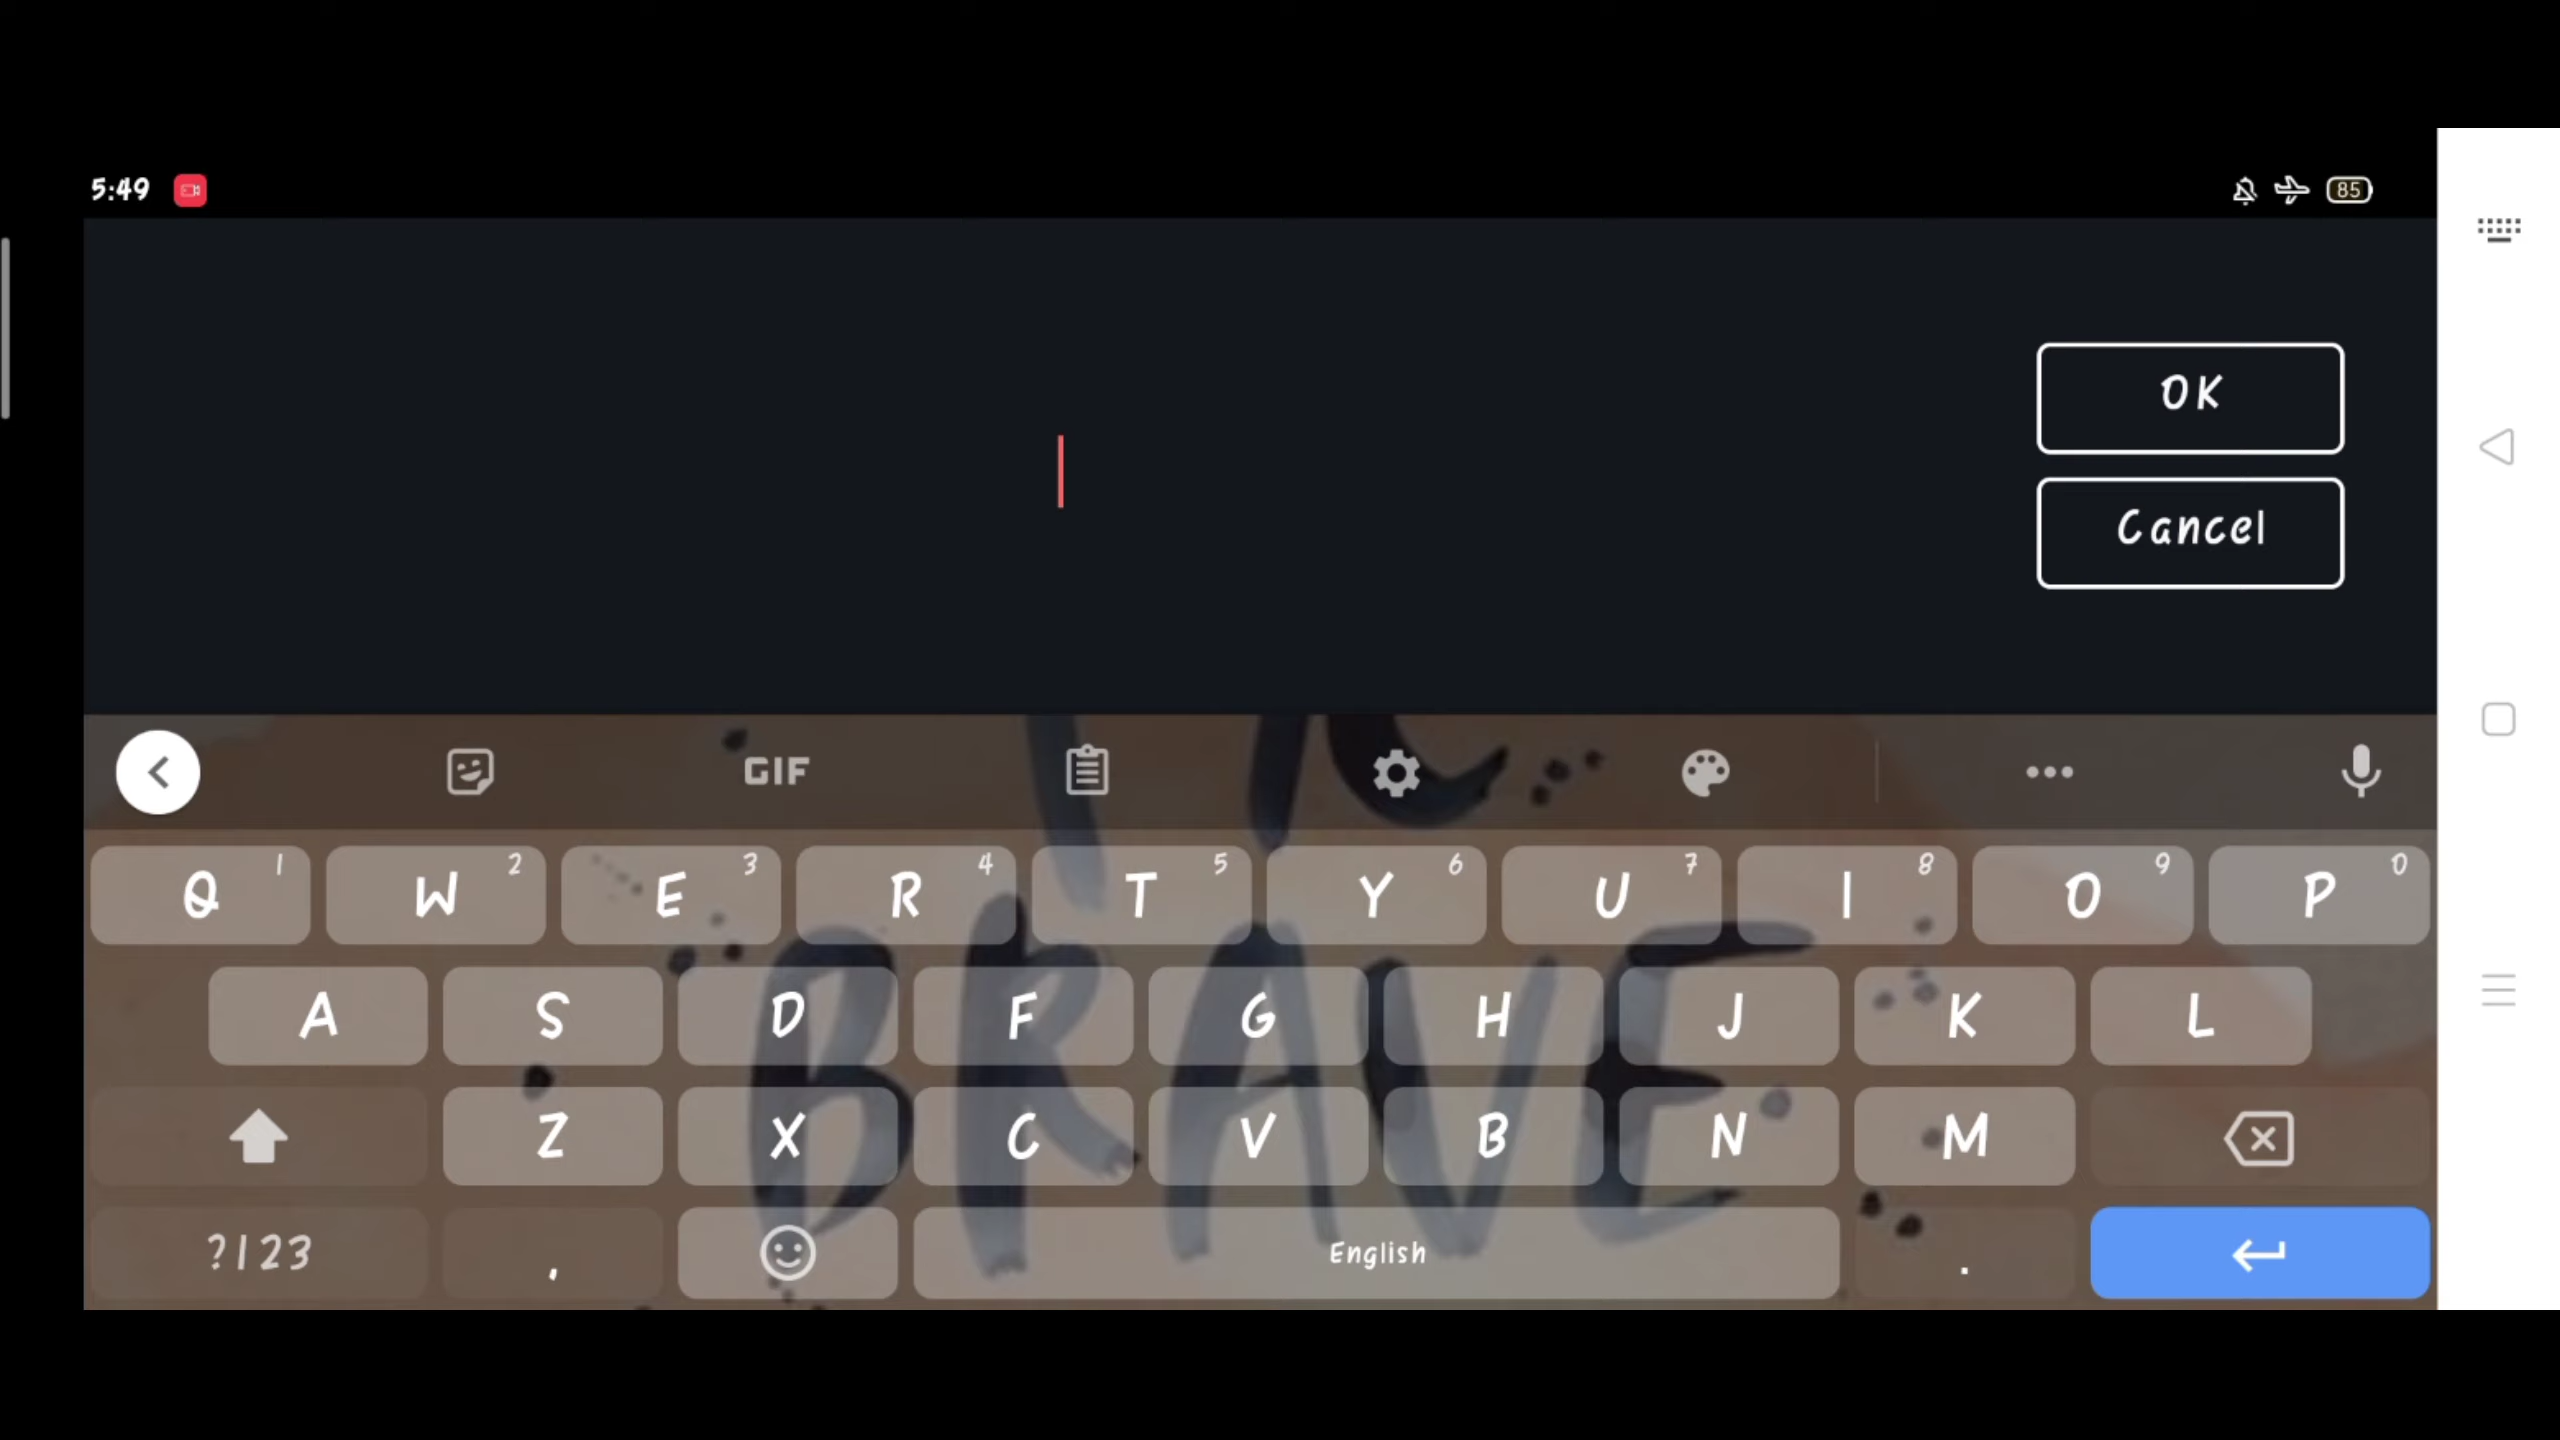 5:49 85
OK
Cancel
GIF
Q 1 W 2 E 3 R 4 T 5 Y 6 U 7 I 8 O 9 P 0
A S D F G H J K L
Z X C V B N M
?123 , English .
BRAVE